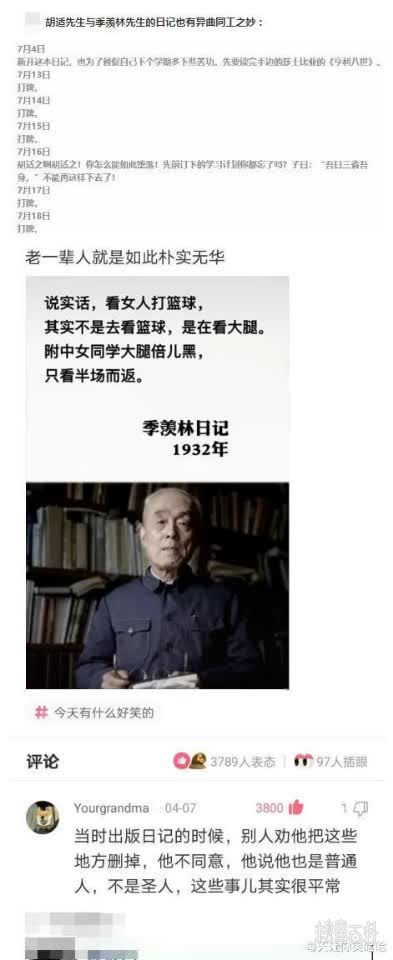 胡适先生与季羡林先生的日记也有异曲同工之妙：
7月4日
新开这本日记，也为了督促自己下个学期多下些苦功。先要读完手边的莎士比亚的《亨利八世》。
7月13日
打牌。
7月14日
打牌。
7月15日
打牌。
7月16日
胡适之啊胡适之！你怎么能如此堕落！先前订下的学习计划你都忘了吗？子曰：“吾日三省吾
身。”不能再这样下去了！
7月17日
打牌。
7月18日
打牌。
老一辈人就是如此朴实无华
说实话，看女人打篮球，
其实不是去看篮球，是在看大腿。
附中女同学大腿倍儿黑，
只看半场而返。
季羡林日记
1932年
# 今天有什么好笑的
评论
3789人表态
97人插眼
Yourgrandma 04-07
3800
1
当时出版日记的时候，别人劝他把这些
地方删掉，他不同意，他说他也是普通
人，不是圣人，这些事儿其实很平常